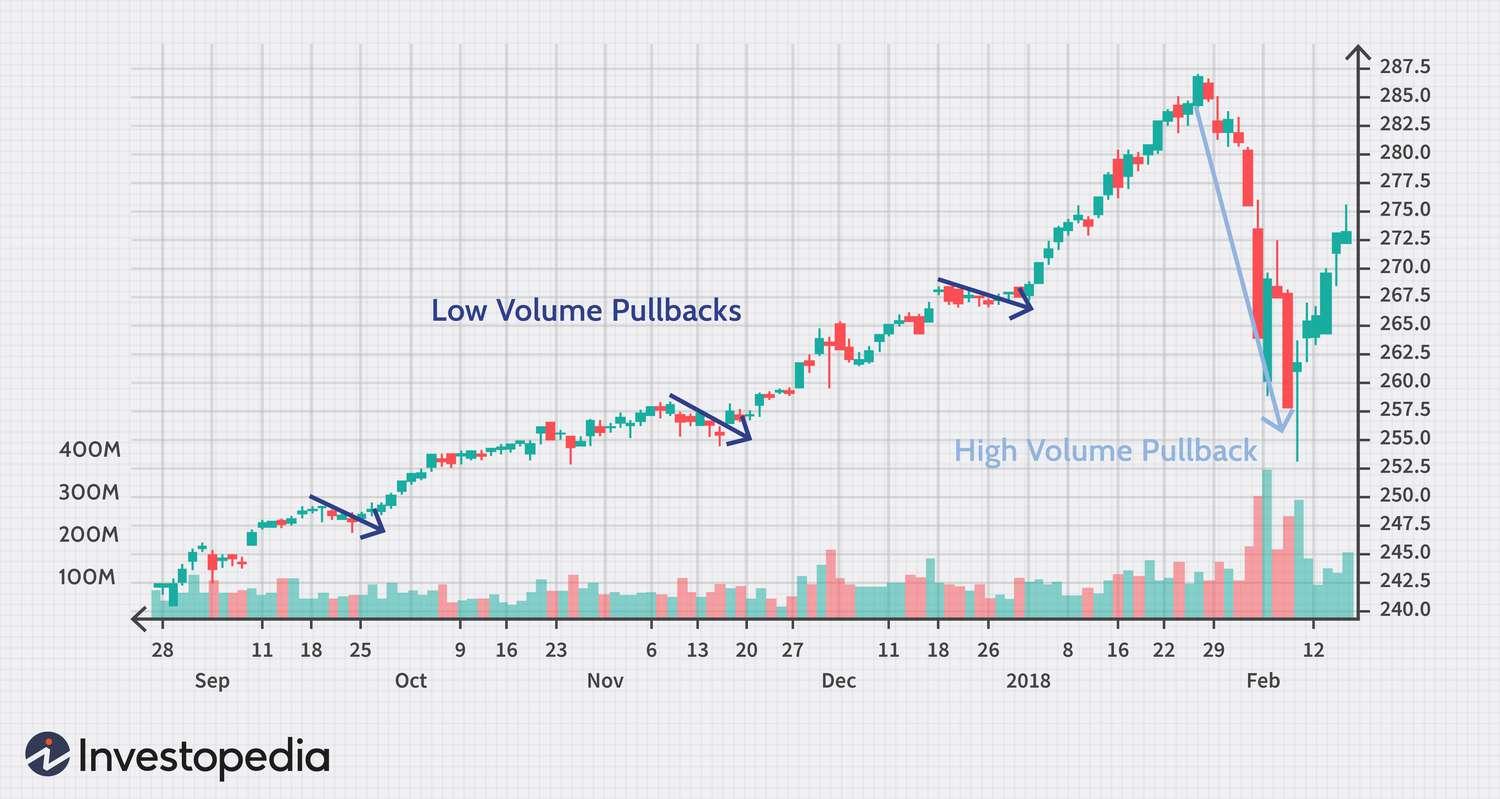 287.5
285.0
282.5
280.0
277.5
275.0
272.5
270.0
267.5
265.0
262.5
260.0
257.5
255.0
252.5
250.0
247.5
245.0
242.5
240.0
Low Volume Pullbacks
High Volume Pullback
400M
300M
200M
100M
28 11 18 25 9 16 23 6 13 20 27 11 18 26 8 16 22 29 12
Sep Oct Nov Dec 2018 Feb
Investopedia